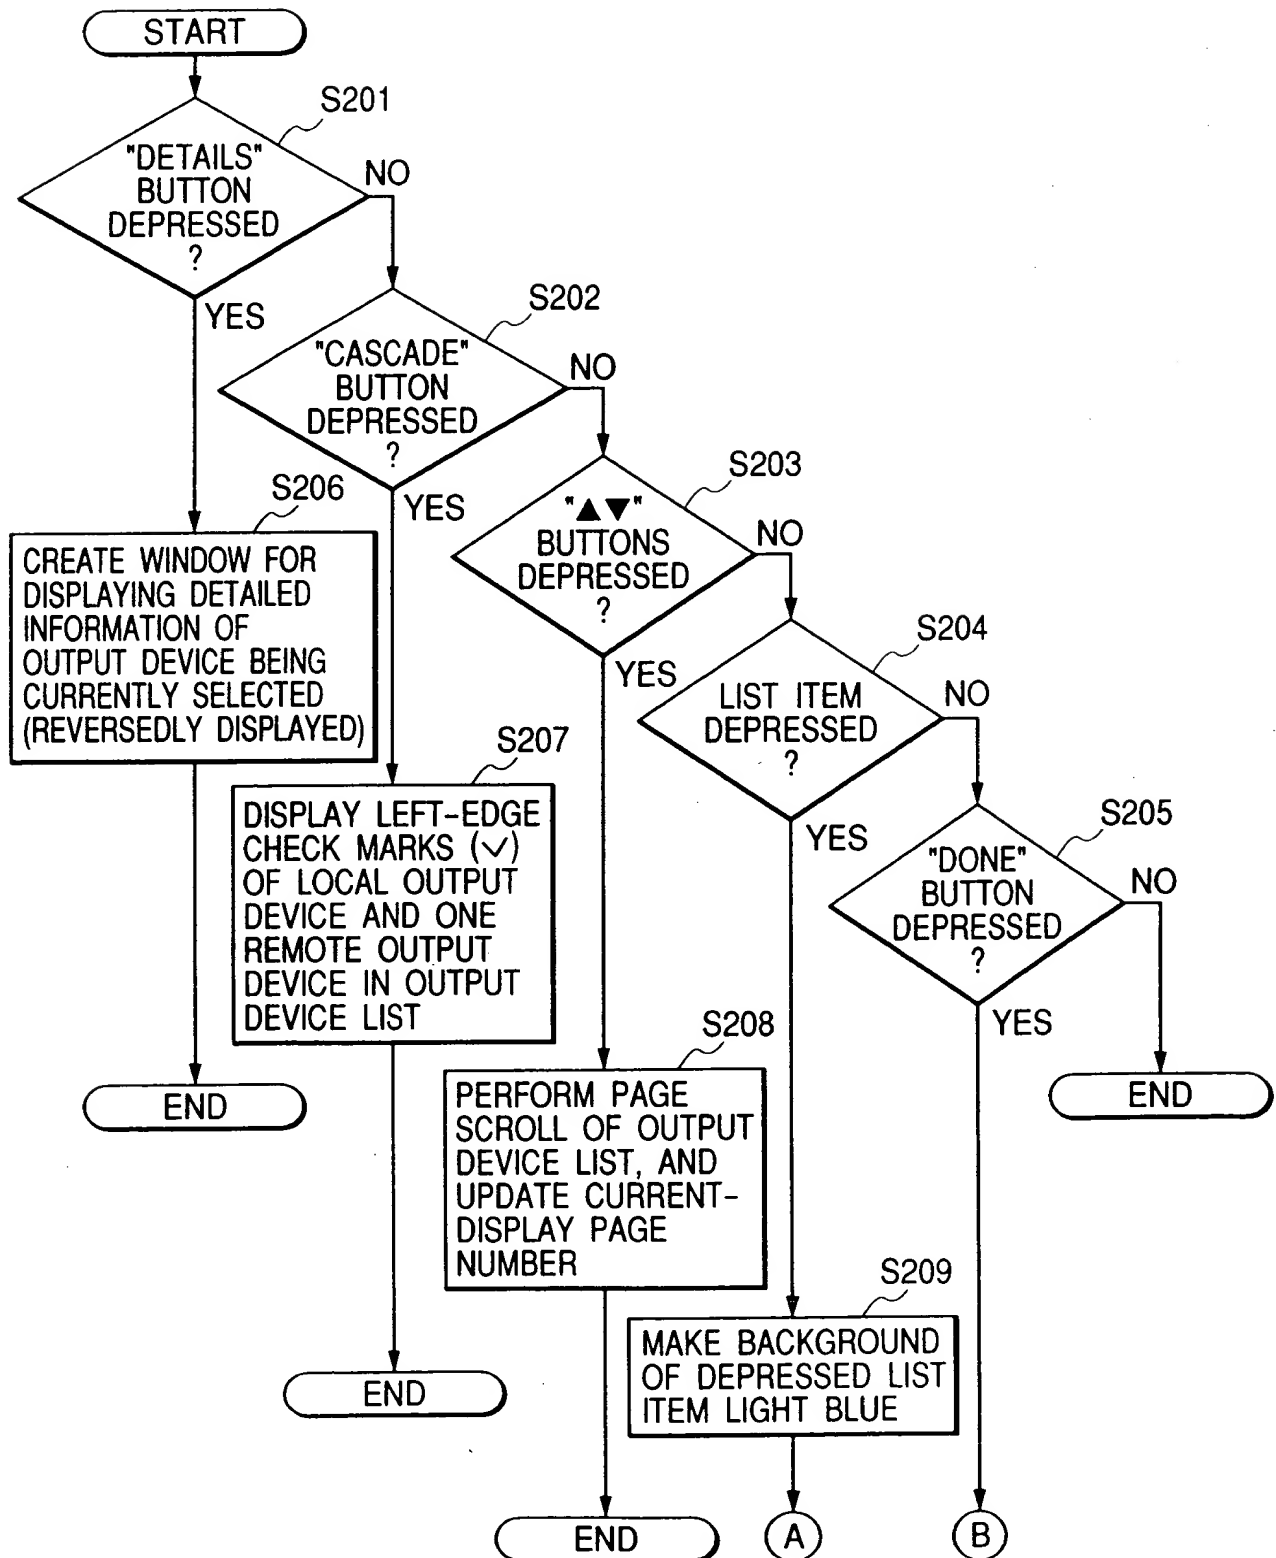 START
S201
"DETAILS"
BUTTON
DEPRESSED
?
NO
YES
S202
"CASCADE"
BUTTON
DEPRESSED
?
NO
YES
S203
"▲▼"
BUTTONS
DEPRESSED
?
NO
YES
S204
LIST ITEM
DEPRESSED
?
NO
YES
S205
"DONE"
BUTTON
DEPRESSED
?
NO
YES
END
S206
CREATE WINDOW FOR
DISPLAYING DETAILED
INFORMATION OF
OUTPUT DEVICE BEING
CURRENTLY SELECTED
(REVERSEDLY DISPLAYED)
END
S207
DISPLAY LEFT-EDGE
CHECK MARKS (✓)
OF LOCAL OUTPUT
DEVICE AND ONE
REMOTE OUTPUT
DEVICE IN OUTPUT
DEVICE LIST
END
S208
PERFORM PAGE
SCROLL OF OUTPUT
DEVICE LIST, AND
UPDATE CURRENT-
DISPLAY PAGE
NUMBER
END
S209
MAKE BACKGROUND
OF DEPRESSED LIST
ITEM LIGHT BLUE
A
B